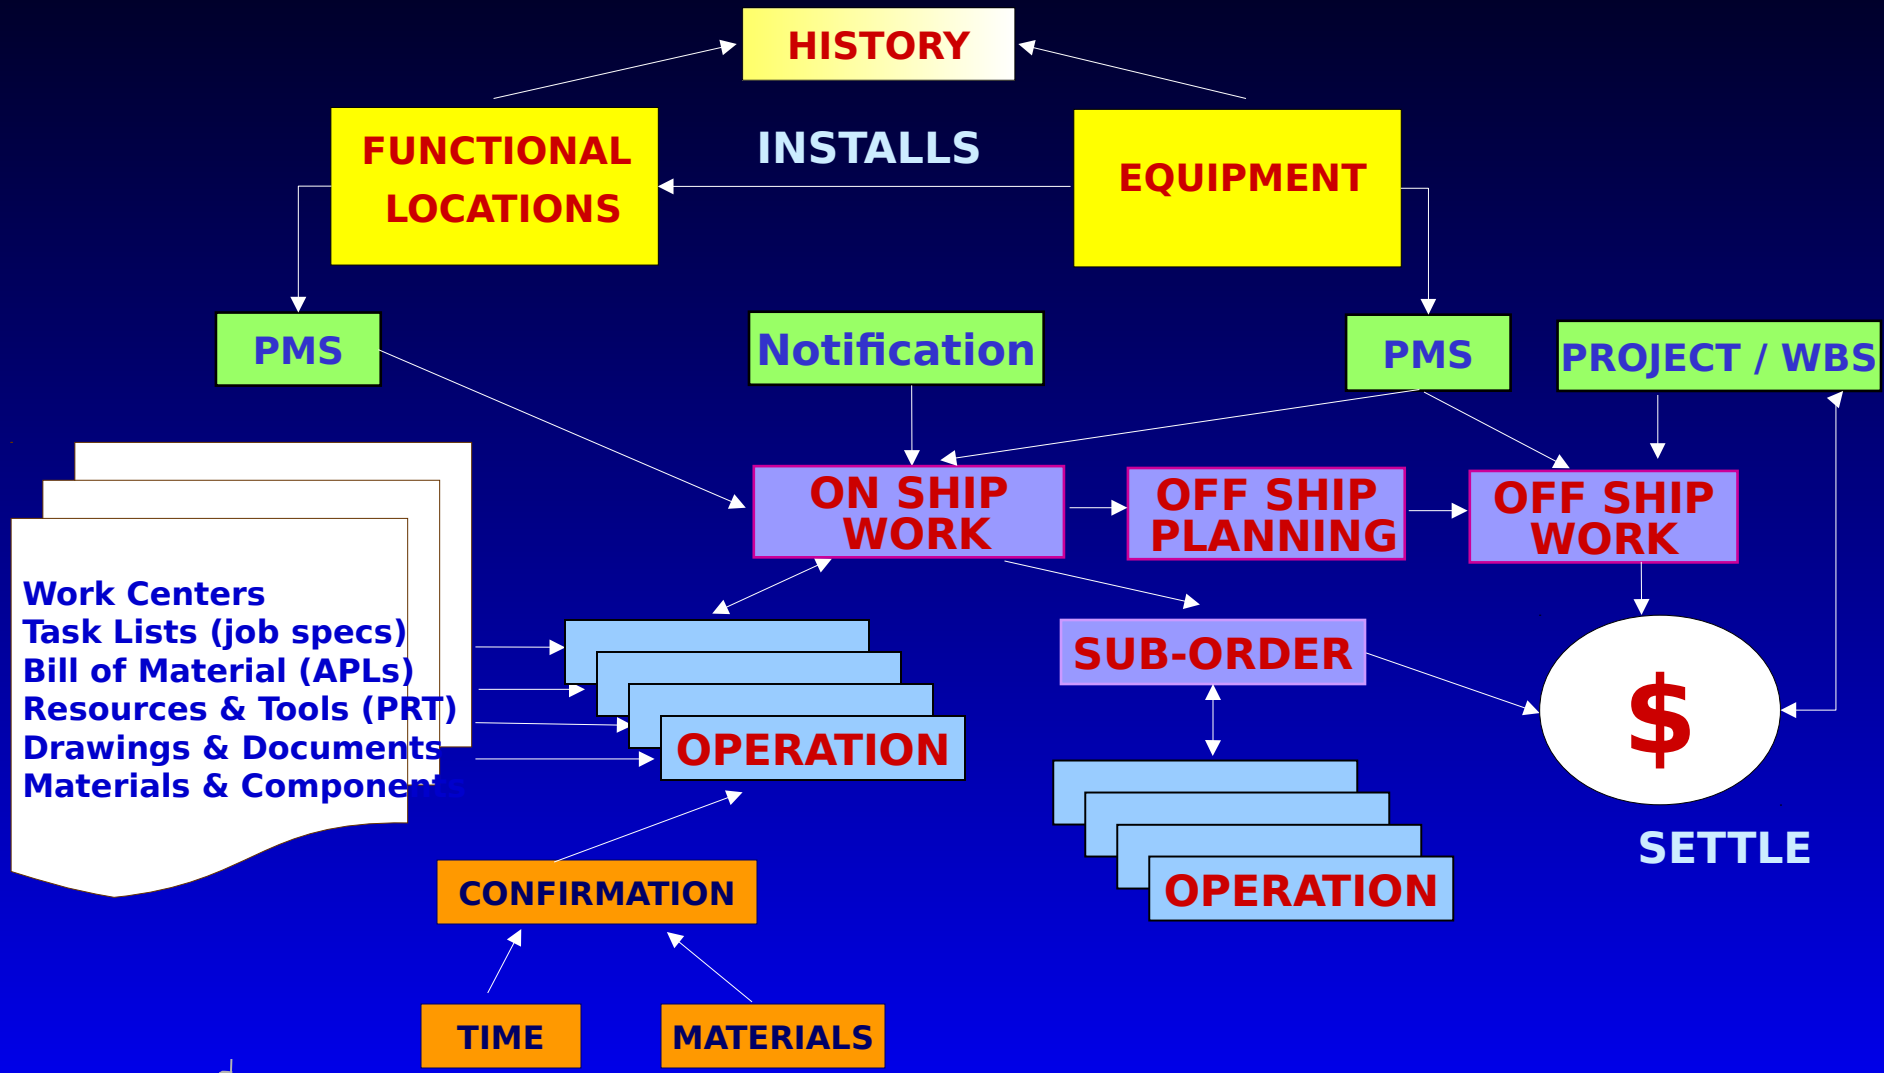 HISTORY
FUNCTIONAL
LOCATIONS
INSTALLS
EQUIPMENT
PMS
Notification
PMS
PROJECT / WBS
ON SHIP
WORK
OFF SHIP
PLANNING
OFF SHIP
WORK
Work Centers
Task Lists (job specs)
Bill of Material (APLs)
Resources & Tools (PRT)
Drawings & Documents
Materials & Components
OPERATION
SUB-ORDER
$
OPERATION
SETTLE
CONFIRMATION
TIME
MATERIALS